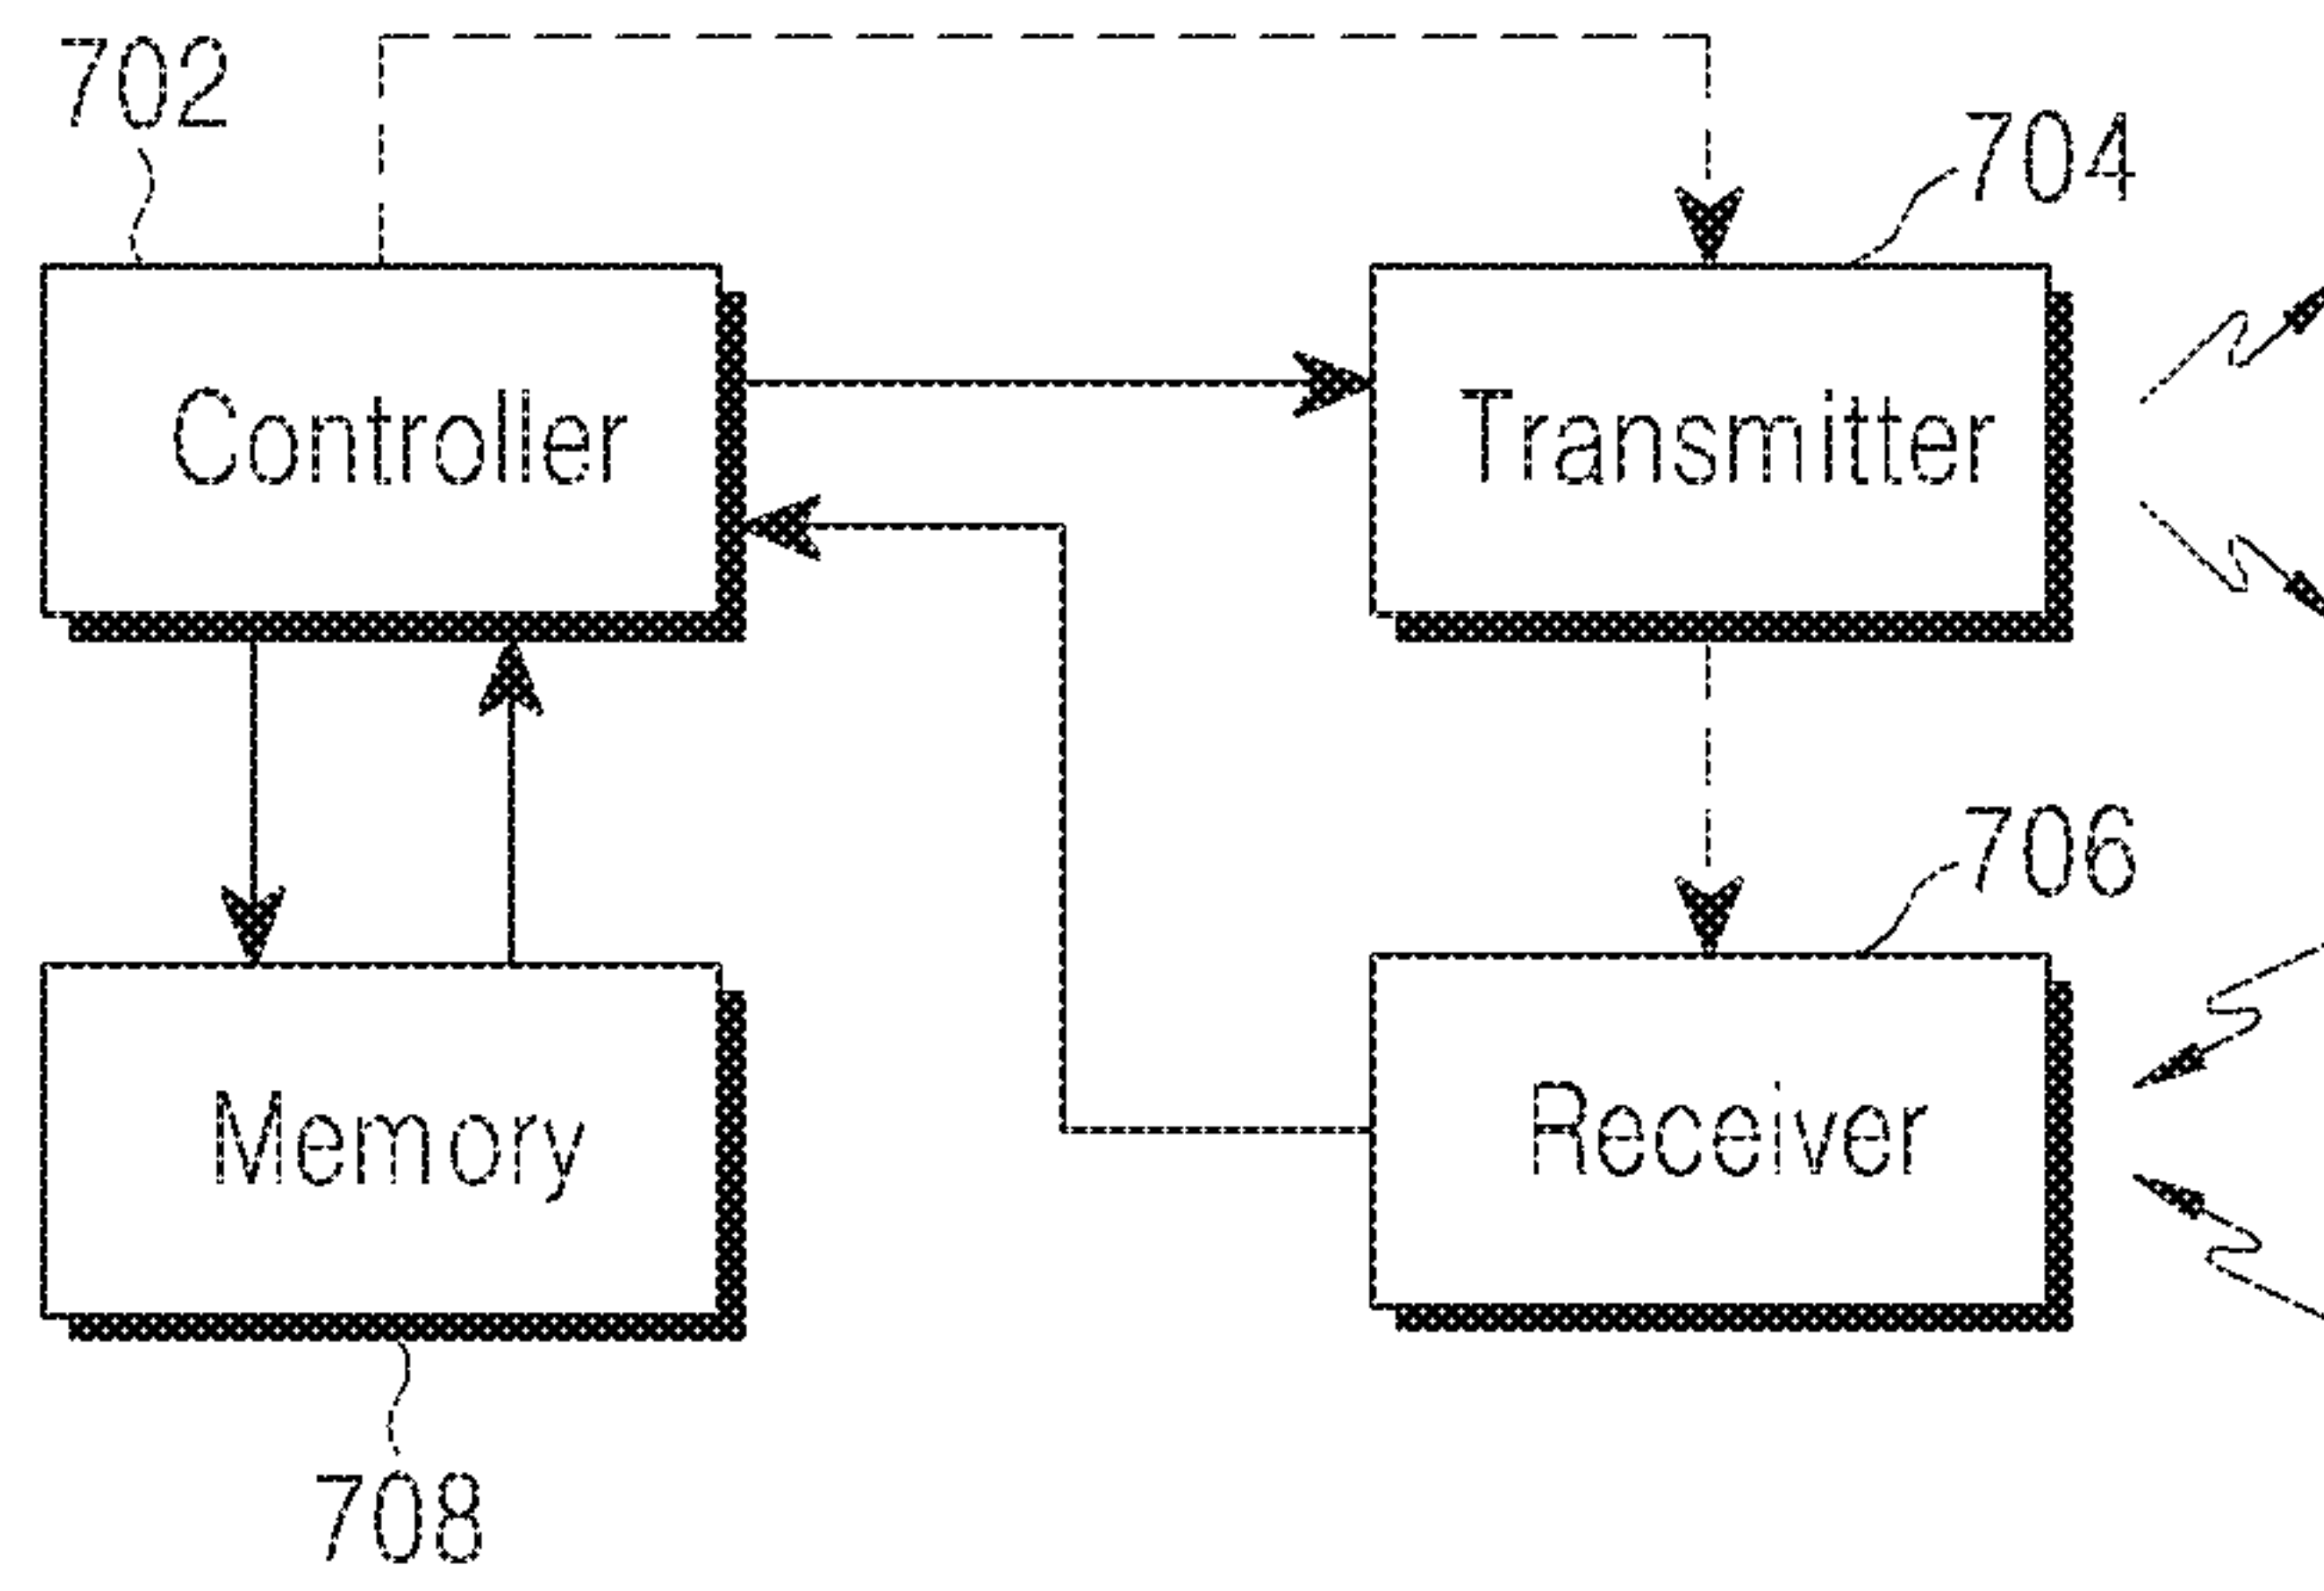 702
704
Controller
Transmitter
706
Memory
Receiver
708